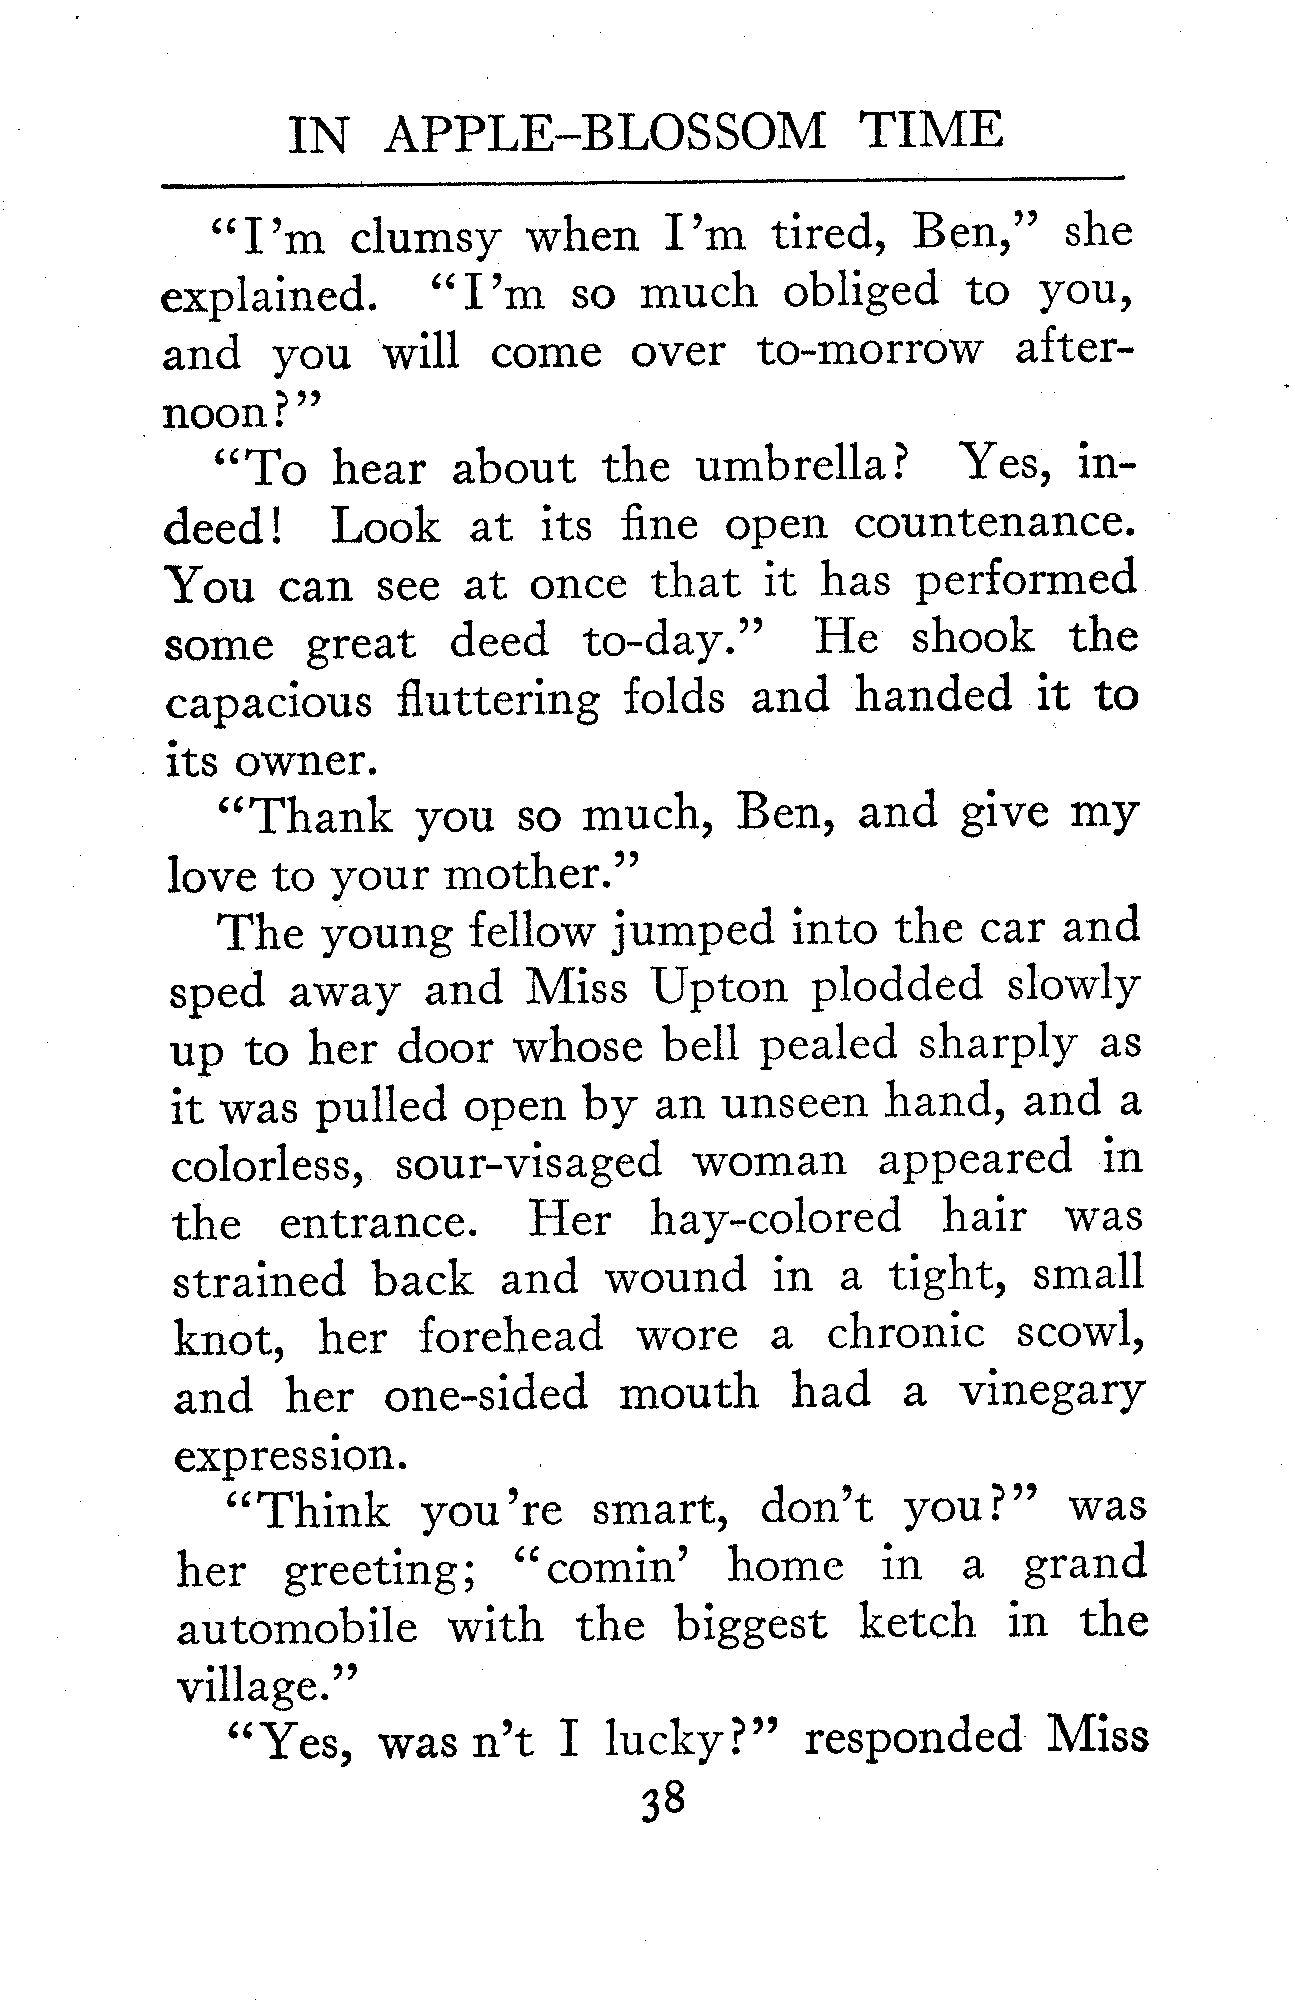 IN APPLE-BLOSSOM TIME
“I’m clumsy when I’m tired, Ben,” she
explained. “I’m so much obliged to you,
and you will come over to-morrow after-
noon?”
“To hear about the umbrella? Yes, in-
deed! Look at its fine open countenance.
You can see at once that it has performed
some great deed to-day.” He shook the
capacious fluttering folds and handed it to
its owner.
“Thank you so much, Ben, and give my
love to your mother.”
The young fellow jumped into the car and
sped away and Miss Upton plodded slowly
up to her door whose bell pealed sharply as
it was pulled open by an unseen hand, and a
colorless, sour-visaged woman appeared in
the entrance. Her hay-colored hair was
strained back and wound in a tight, small
knot, her forehead wore a chronic scowl,
and her one-sided mouth had a vinegary
expression.
“Think you’re smart, don’t you?” was
her greeting; “comin’ home in a grand
automobile with the biggest ketch in the
village.”
“Yes, was n’t I lucky?” responded Miss
38